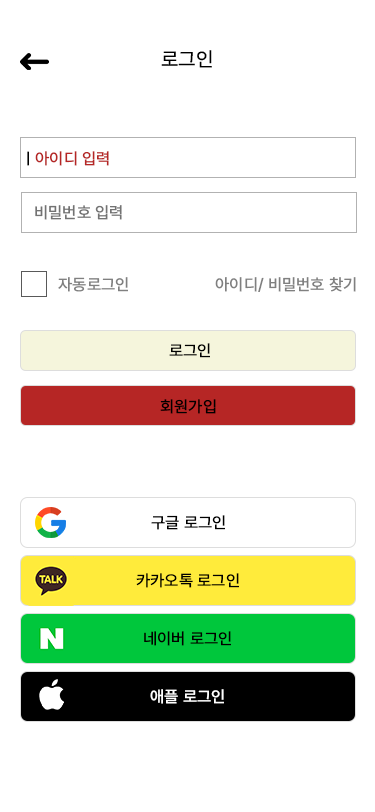 로그인
| 아이디 입력
비밀번호 입력
자동로그인 아이디/ 비밀번호 찾기
로그인
회원가입
구글 로그인
TALK 카카오톡 로그인
N 네이버 로그인
애플 로그인